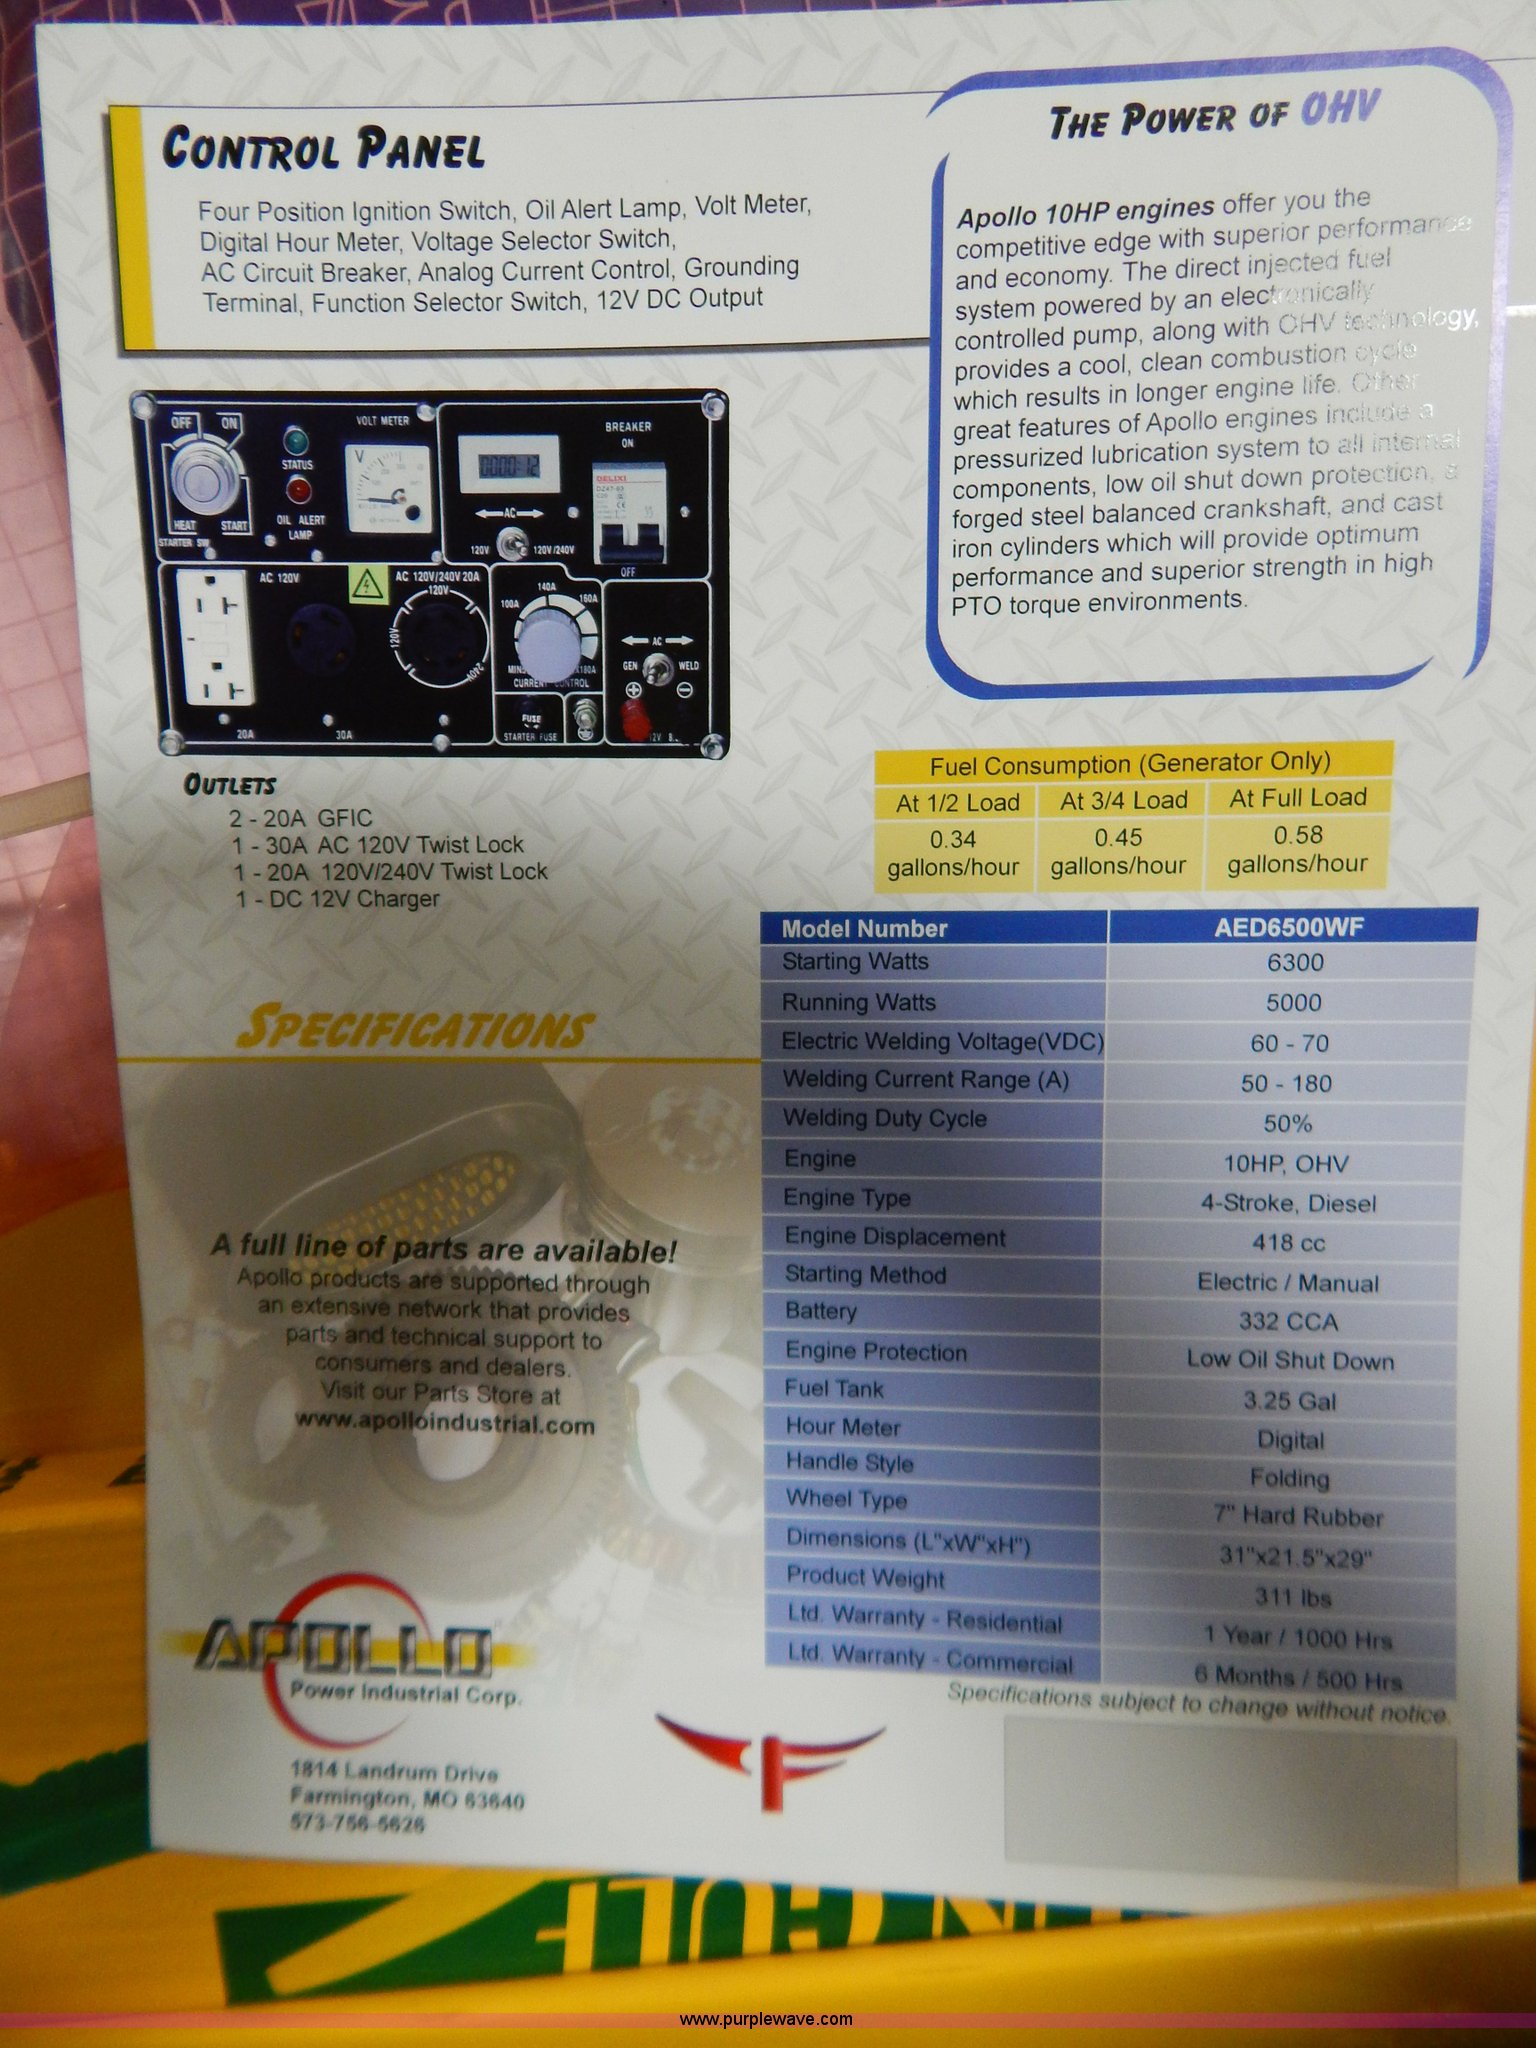 CONTROL PANEL
Four Position Ignition Switch, Oil Alert Lamp, Volt Meter,
Digital Hour Meter, Voltage Selector Switch,
AC Circuit Breaker, Analog Current Control, Grounding
Terminal, Function Selector Switch, 12V DC Output
THE POWER OF OHV
Apollo 10HP engines offer you the
competitive edge with superior performance
and economy. The direct injected fuel
system powered by an electronically
controlled pump, along with OHV technology,
provides a cool, clean combustion cycle
which results in longer engine life. Other
great features of Apollo engines include a
pressurized lubrication system to all internal
components, low oil shut down protection, a
forged steel balanced crankshaft, and cast
iron cylinders which will provide optimum
performance and superior strength in high
PTO torque environments.
OFF ON
STATUS
OIL ALERT
LAMP
HEAT START
STARTER SW
VOLT METER
V
0000-12
AC
120V 120V/240V
BREAKER
ON
DELIXI
OFF
AC 120V
AC 120V/240V 20A
120V
120V
240V
20A
30A
100A 140A 160A
CURRENT CONTROL
FUSE
STARTER FUSE
AC
GEN WELD
12V
OUTLETS
2 - 20A GFIC
1 - 30A AC 120V Twist Lock
1 - 20A 120V/240V Twist Lock
1 - DC 12V Charger
Fuel Consumption (Generator Only)
At 1/2 Load At 3/4 Load At Full Load
0.34 0.45 0.58
gallons/hour gallons/hour gallons/hour
SPECIFICATIONS
Model Number AED6500WF
Starting Watts 6300
Running Watts 5000
Electric Welding Voltage(VDC) 60 - 70
Welding Current Range (A) 50 - 180
Welding Duty Cycle 50%
Engine 10HP, OHV
Engine Type 4-Stroke, Diesel
Engine Displacement 418 cc
Starting Method Electric / Manual
Battery 332 CCA
Engine Protection Low Oil Shut Down
Fuel Tank 3.25 Gal
Hour Meter Digital
Handle Style Folding
Wheel Type 7" Hard Rubber
Dimensions (L"xW"xH") 31"x21.5"x29"
Product Weight 311 lbs
Ltd. Warranty - Residential 1 Year / 1000 Hrs
Ltd. Warranty - Commercial 6 Months / 500 Hrs
Specifications subject to change without notice.
A full line of parts are available!
Apollo products are supported through
an extensive network that provides
parts and technical support to
consumers and dealers.
Visit our Parts Store at
www.apolloindustrial.com
APOLLO
Power Industrial Corp.
1814 Landrum Drive
Farmington, MO 63640
573-756-5626
www.purplewave.com